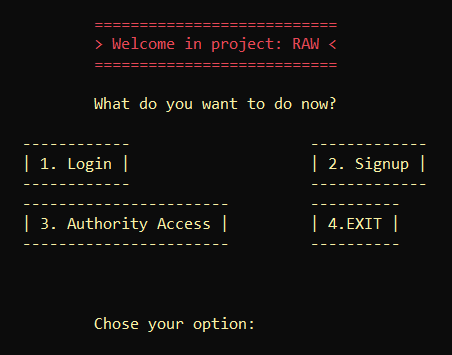 ===========================
> Welcome in project: RAW <
===========================
What do you want to do now?
------------ -------------
| 1. Login | | 2. Signup |
------------ -------------
----------------------- ----------
| 3. Authority Access | | 4.EXIT |
----------------------- ----------
Chose your option: